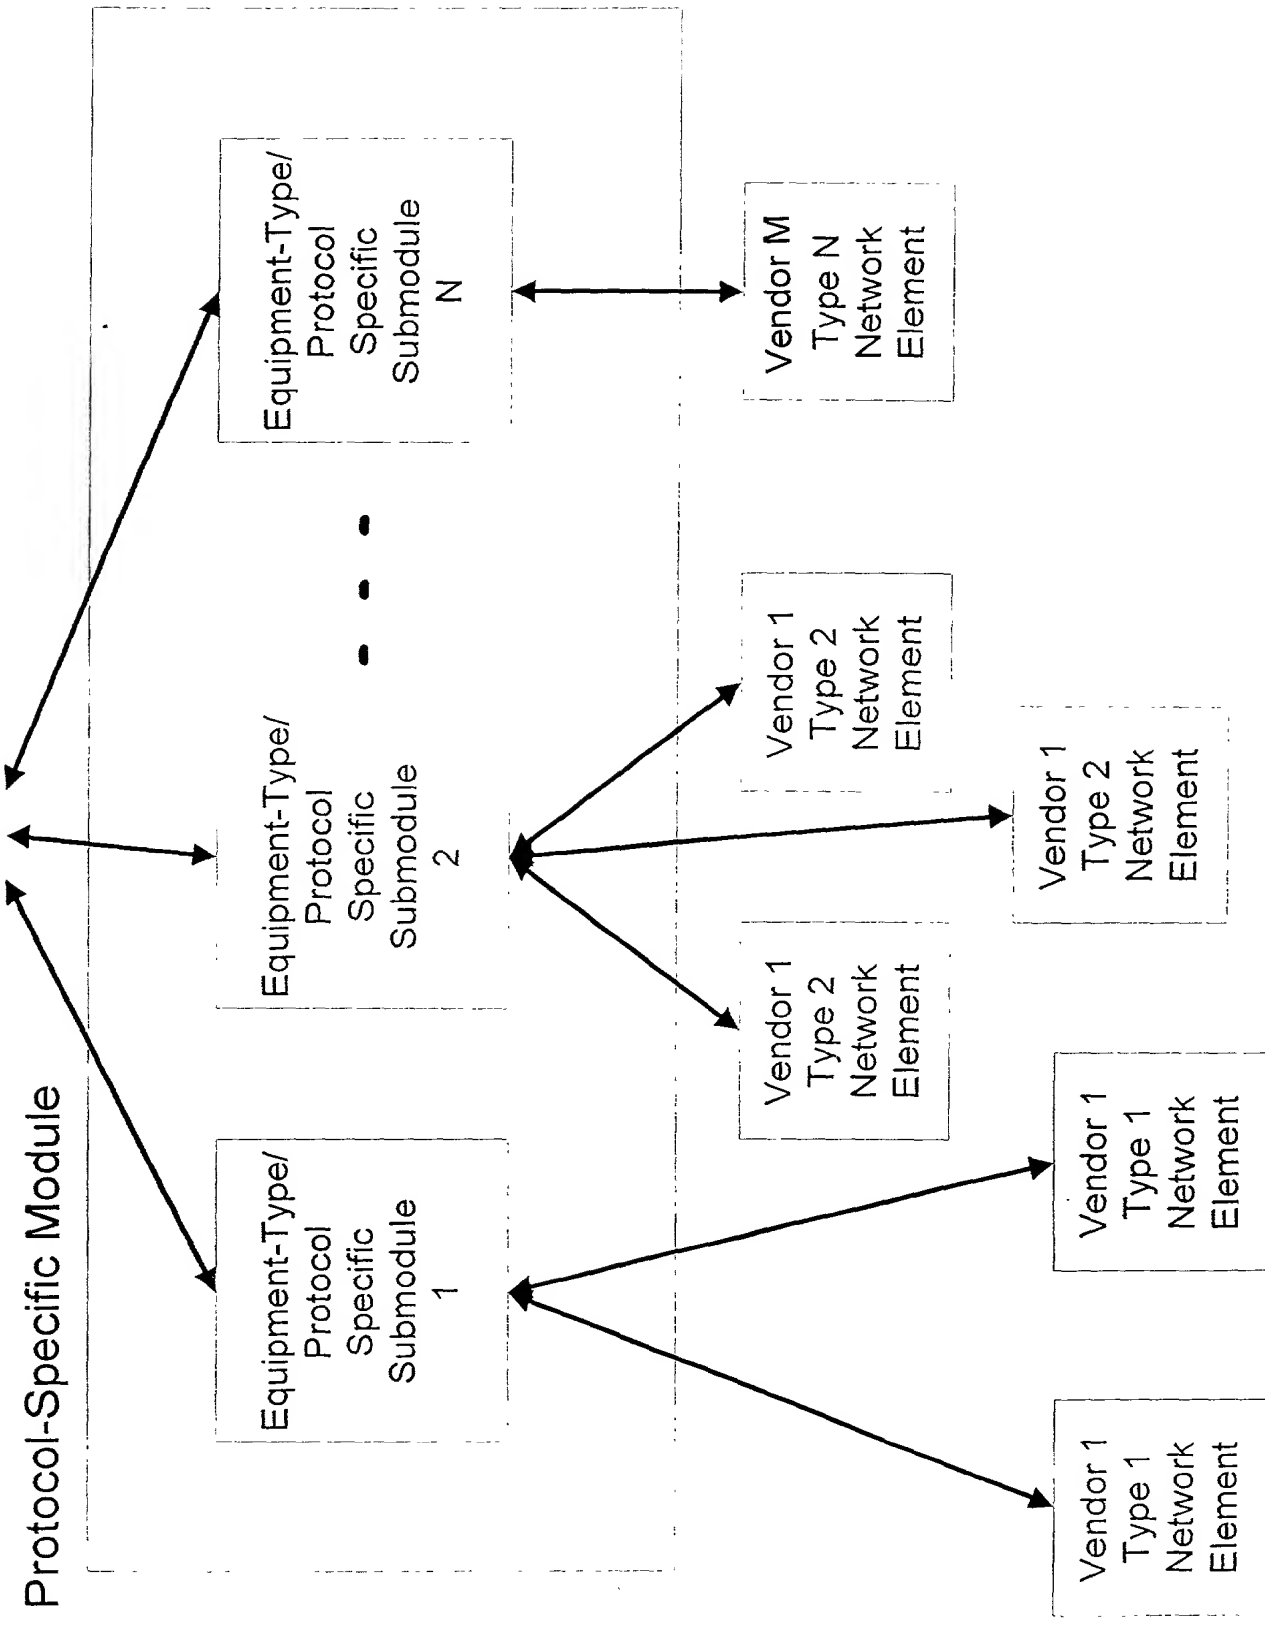 Protocol-Specific Module
Equipment-Type/
Protocol
Specific
Submodule
1
Equipment-Type/
Protocol
Specific
Submodule
2
Equipment-Type/
Protocol
Specific
Submodule
N
Vendor 1
Type 1
Network
Element
Vendor 1
Type 1
Network
Element
Vendor 1
Type 2
Network
Element
Vendor 1
Type 2
Network
Element
Vendor 1
Type 2
Network
Element
Vendor M
Type N
Network
Element